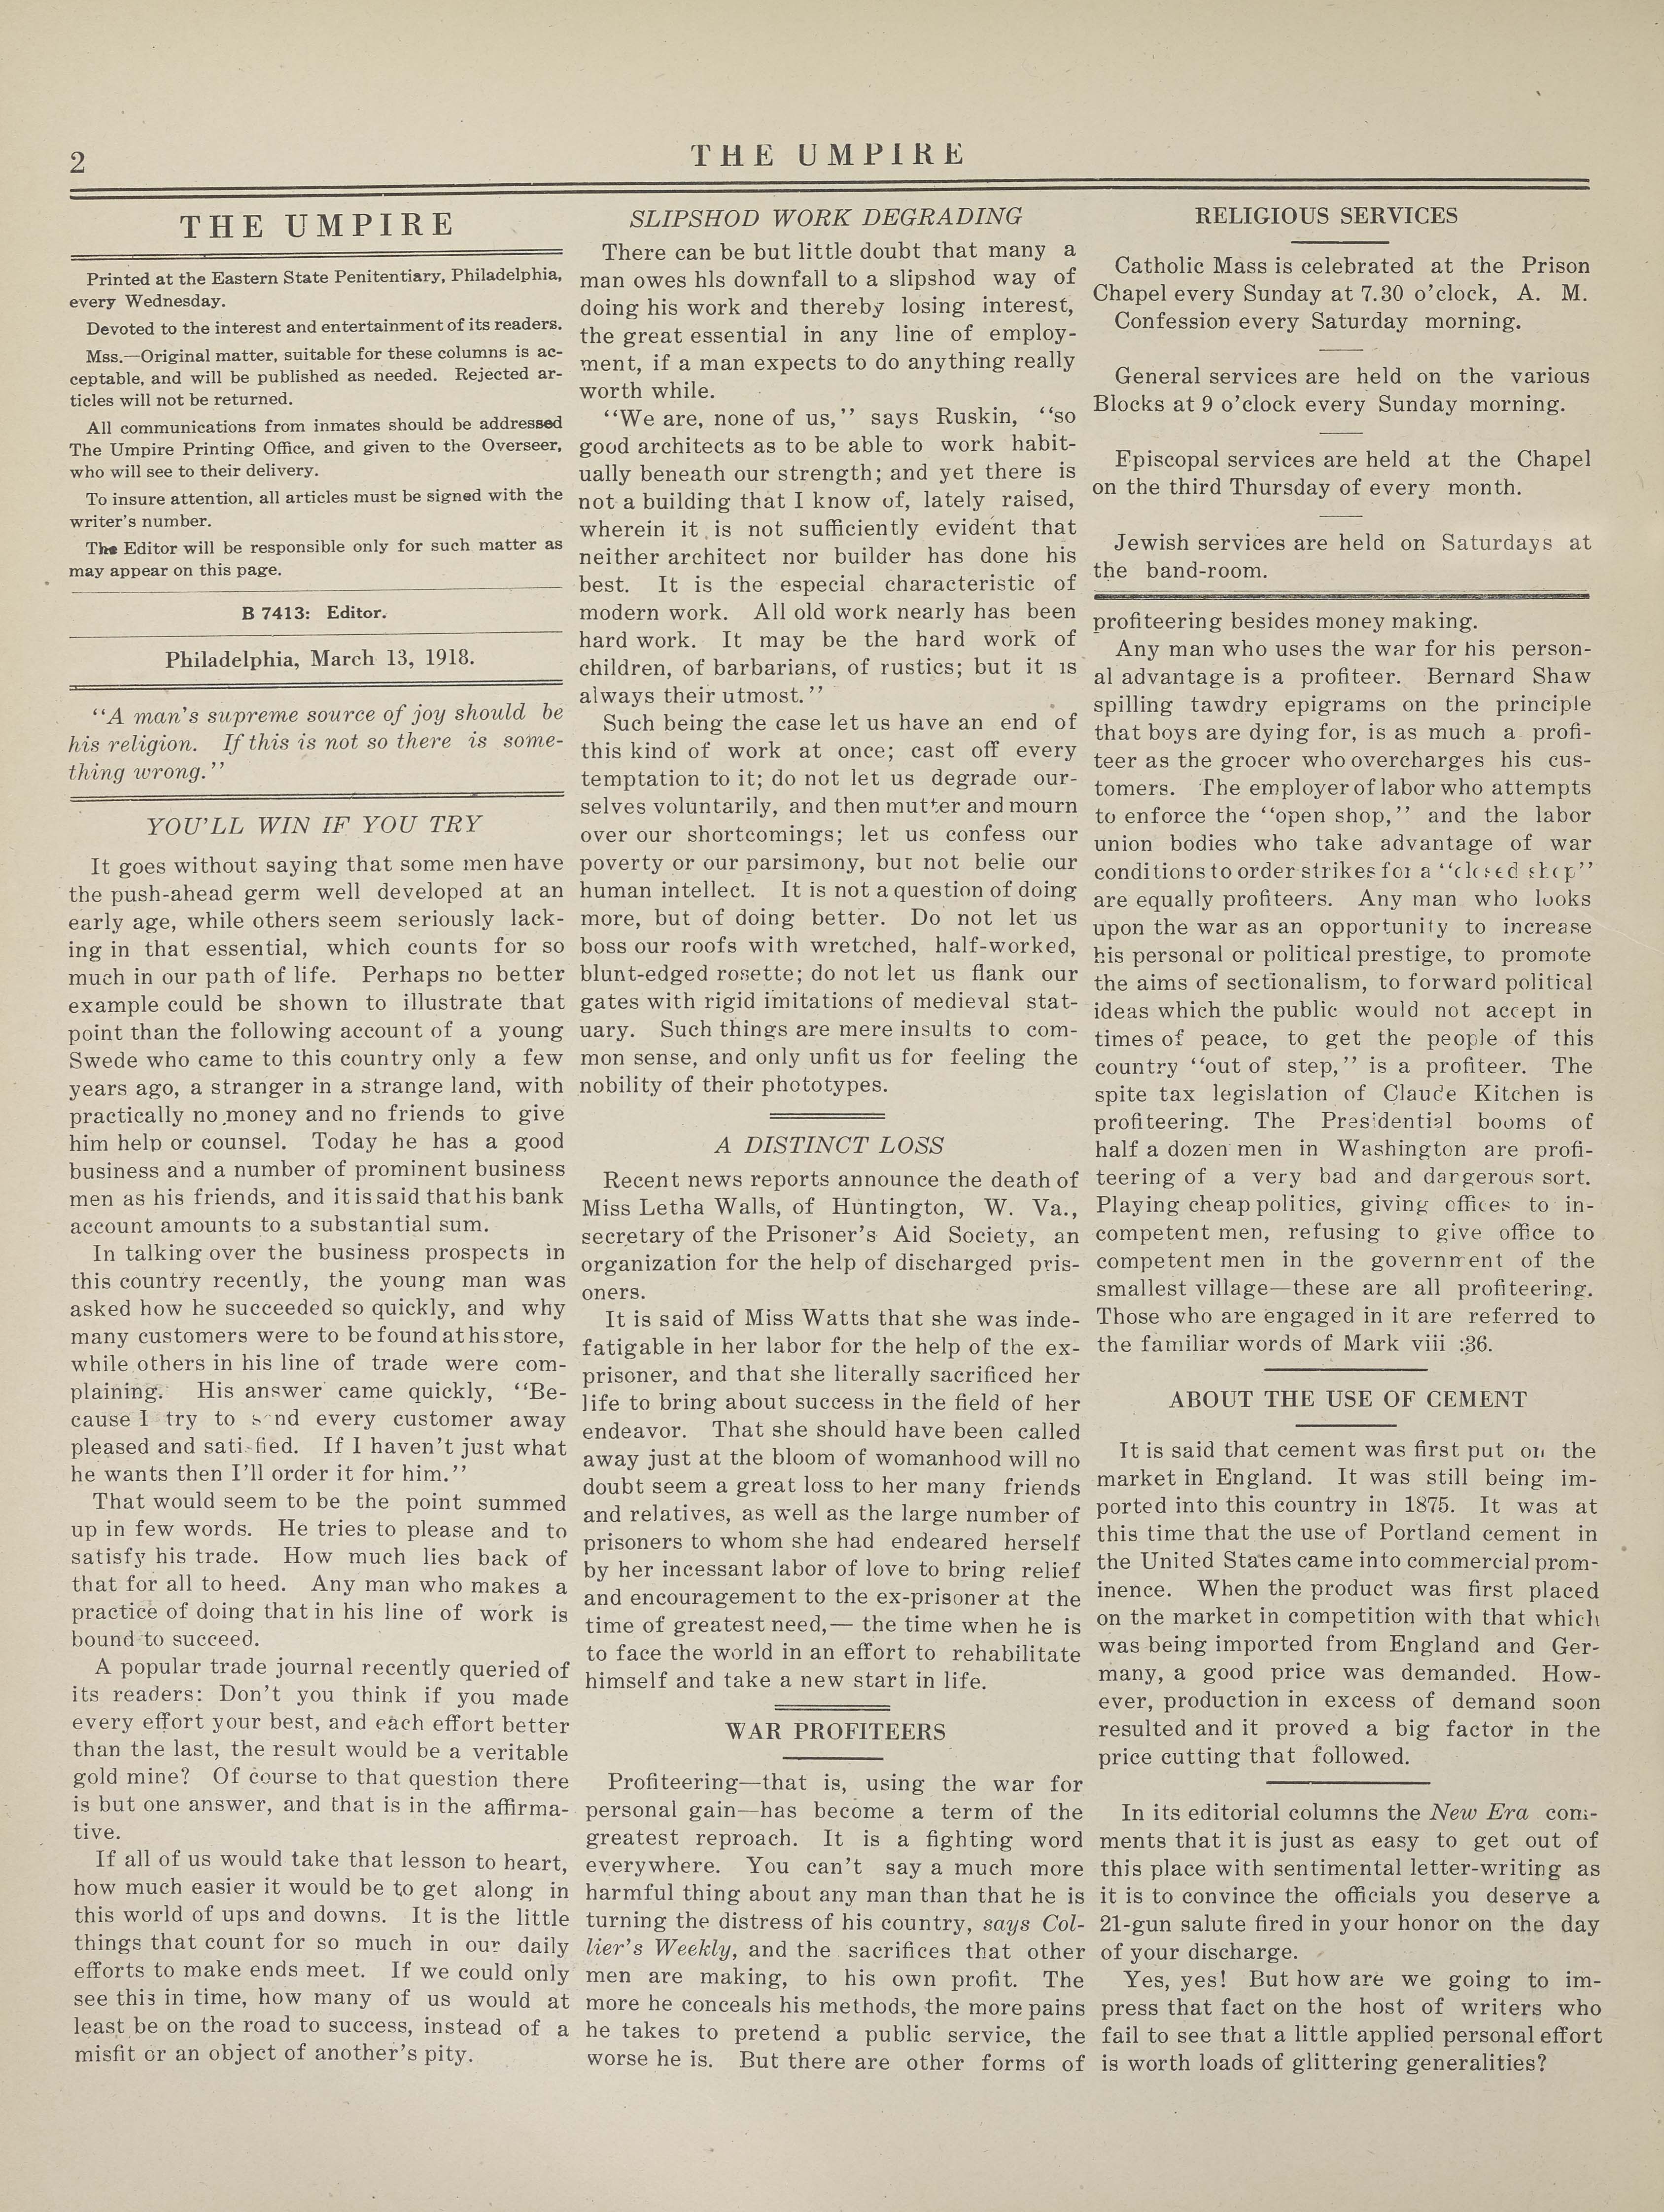 2
THE UMPIRE
THE UMPIRE
Printed at the Eastern State Penitentiary, Philadelphia,
every Wednesday.
Devoted to the interest and entertainment of its readers.
Mss.—Original matter, suitable for these columns is ac-
ceptable, and will be published as needed. Rejected ar-
ticles will not be returned.
All communications from inmates should be addressed
The Umpire Printing Office, and given to the Overseer,
who will see to their delivery.
To insure attention, all articles must be signed with the
writer's number.
The Editor will be responsible only for such matter as
may appear on this page.
B 7413: Editor.
Philadelphia, March 13, 1918.
"A man's supreme source of joy should be
his religion. If this is not so there is some-
thing wrong."
YOU'LL WIN IF YOU TRY
It goes without saying that some men have
the push-ahead germ well developed at an
early age, while others seem seriously lack-
ing in that essential, which counts for so
much in our path of life. Perhaps no better
example could be shown to illustrate that
point than the following account of a young
Swede who came to this country only a few
years ago, a stranger in a strange land, with
practically no money and no friends to give
him help or counsel. Today he has a good
business and a number of prominent business
men as his friends, and it is said that his bank
account amounts to a substantial sum.
In talking over the business prospects in
this country recently, the young man was
asked how he succeeded so quickly, and why
many customers were to be found at his store,
while others in his line of trade were com-
plaining. His answer came quickly, "Be-
cause I try to send every customer away
pleased and satisfied. If I haven't just what
he wants then I'll order it for him."
That would seem to be the point summed
up in few words. He tries to please and to
satisfy his trade. How much lies back of
that for all to heed. Any man who makes a
practice of doing that in his line of work is
bound to succeed.
A popular trade journal recently queried of
its readers: Don't you think if you made
every effort your best, and each effort better
than the last, the result would be a veritable
gold mine? Of course to that question there
is but one answer, and that is in the affirma-
tive.
If all of us would take that lesson to heart,
how much easier it would be to get along in
this world of ups and downs. It is the little
things that count for so much in our daily
efforts to make ends meet. If we could only
see this in time, how many of us would at
least be on the road to success, instead of a
misfit or an object of another's pity.
SLIPSHOD WORK DEGRADING
There can be but little doubt that many a
man owes hls downfall to a slipshod way of
doing his work and thereby losing interest,
the great essential in any line of employ-
ment, if a man expects to do anything really
worth while.
"We are, none of us," says Ruskin, "so
good architects as to be able to work habit-
ually beneath our strength; and yet there is
not a building that I know of, lately raised,
wherein it is not sufficiently evident that
neither architect nor builder has done his
best. It is the especial characteristic of
modern work. All old work nearly has been
hard work. It may be the hard work of
children, of barbarians, of rustics; but it is
always their utmost."
Such being the case let us have an end of
this kind of work at once; cast off every
temptation to it; do not let us degrade our-
selves voluntarily, and then mutter and mourn
over our shortcomings; let us confess our
poverty or our parsimony, but not belie our
human intellect. It is not a question of doing
more, but of doing better. Do not let us
boss our roofs with wretched, half-worked,
blunt-edged rosette; do not let us flank our
gates with rigid imitations of medieval stat-
uary. Such things are mere insults to com-
mon sense, and only unfit us for feeling the
nobility of their phototypes.
A DISTINCT LOSS
Recent news reports announce the death of
Miss Letha Walls, of Huntington, W. Va.,
secretary of the Prisoner's Aid Society, an
organization for the help of discharged pris-
oners.
It is said of Miss Watts that she was inde-
fatigable in her labor for the help of the ex-
prisoner, and that she literally sacrificed her
life to bring about success in the field of her
endeavor. That she should have been called
away just at the bloom of womanhood will no
doubt seem a great loss to her many friends
and relatives, as well as the large number of
prisoners to whom she had endeared herself
by her incessant labor of love to bring relief
and encouragement to the ex-prisoner at the
time of greatest need,— the time when he is
to face the world in an effort to rehabilitate
himself and take a new start in life.
WAR PROFITEERS
Profiteering—that is, using the war for
personal gain—has become a term of the
greatest reproach. It is a fighting word
everywhere. You can't say a much more
harmful thing about any man than that he is
turning the distress of his country, says Col-
lier's Weekly, and the sacrifices that other
men are making, to his own profit. The
more he conceals his methods, the more pains
he takes to pretend a public service, the
worse he is. But there are other forms of
RELIGIOUS SERVICES
Catholic Mass is celebrated at the Prison
Chapel every Sunday at 7.30 o'clock, A. M.
Confession every Saturday morning.
General services are held on the various
Blocks at 9 o'clock every Sunday morning.
Episcopal services are held at the Chapel
on the third Thursday of every month.
Jewish services are held on Saturdays at
the band-room.
profiteering besides money making.
Any man who uses the war for his person-
al advantage is a profiteer. Bernard Shaw
spilling tawdry epigrams on the principle
that boys are dying for, is as much a profi-
teer as the grocer who overcharges his cus-
tomers. The employer of labor who attempts
to enforce the "open shop," and the labor
union bodies who take advantage of war
conditions to order strikes for a "closed shop"
are equally profiteers. Any man who looks
upon the war as an opportunity to increase
his personal or political prestige, to promote
the aims of sectionalism, to forward political
ideas which the public would not accept in
times of peace, to get the people of this
country "out of step," is a profiteer. The
spite tax legislation of Claude Kitchen is
profiteering. The Presidential booms of
half a dozen men in Washington are profi-
teering of a very bad and dangerous sort.
Playing cheap politics, giving offices to in-
competent men, refusing to give office to
competent men in the government of the
smallest village—these are all profiteering.
Those who are engaged in it are referred to
the familiar words of Mark viii :36.
ABOUT THE USE OF CEMENT
It is said that cement was first put on the
market in England. It was still being im-
ported into this country in 1875. It was at
this time that the use of Portland cement in
the United States came into commercial prom-
inence. When the product was first placed
on the market in competition with that which
was being imported from England and Ger-
many, a good price was demanded. How-
ever, production in excess of demand soon
resulted and it proved a big factor in the
price cutting that followed.
In its editorial columns the New Era com-
ments that it is just as easy to get out of
this place with sentimental letter-writing as
it is to convince the officials you deserve a
21-gun salute fired in your honor on the day
of your discharge.
Yes, yes! But how are we going to im-
press that fact on the host of writers who
fail to see that a little applied personal effort
is worth loads of glittering generalities?